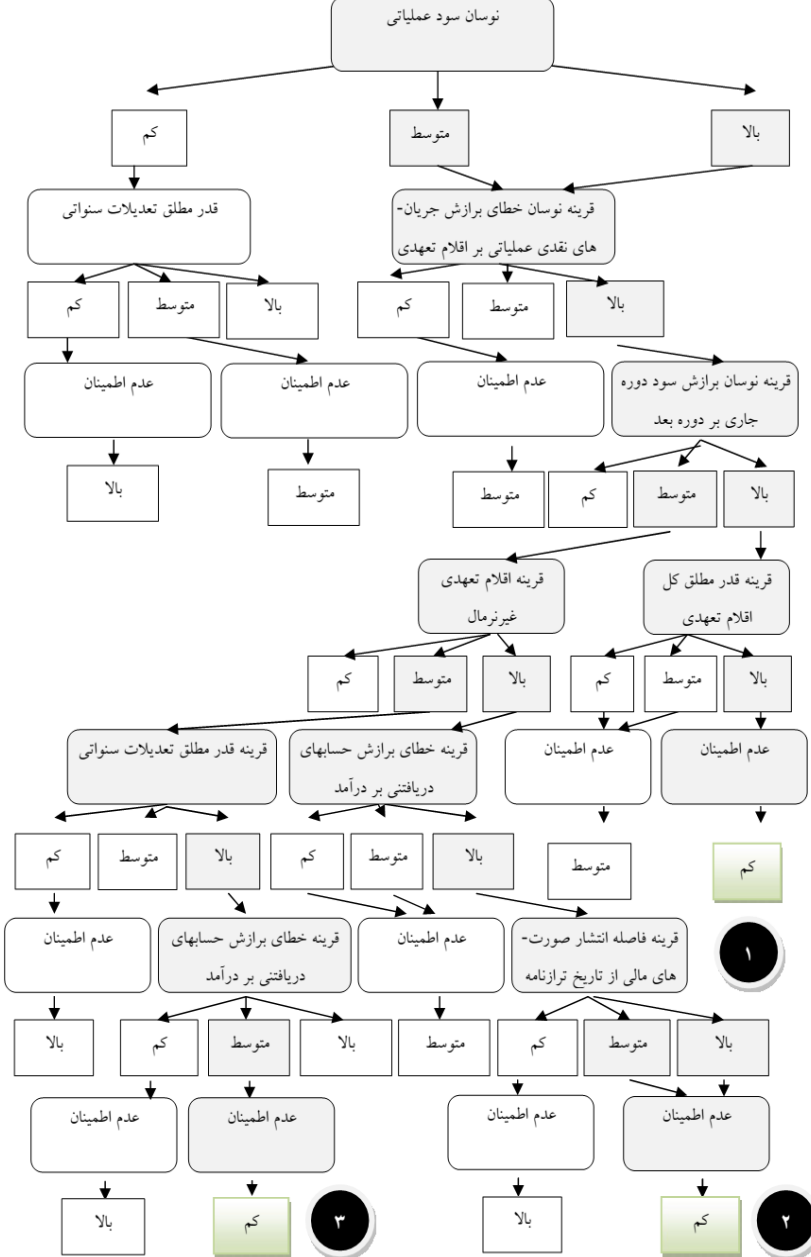 نوسان سود عملیاتی
بالا
متوسط
کم
قرینه نوسان خطای برازش جریان-
های نقدی عملیاتی بر اقلام تعهدی
قدر مطلق تعدیلات سنواتی
بالا
متوسط
کم
بالا
متوسط
کم
قرینه نوسان برازش سود دوره
جاری بر دوره بعد
عدم اطمینان
عدم اطمینان
عدم اطمینان
بالا
متوسط
کم
متوسط
متوسط
بالا
قرینه قدر مطلق کل
اقلام تعهدی
قرینه اقلام تعهدی
غیرنرمال
بالا
متوسط
کم
بالا
متوسط
کم
عدم اطمینان
عدم اطمینان
قرینه خطای برازش حسابهای
دریافتنی بر درآمد
قرینه قدر مطلق تعدیلات سنواتی
کم
متوسط
بالا
متوسط
کم
بالا
متوسط
کم
قرینه فاصله انتشار صورت-
های مالی از تاریخ ترازنامه
عدم اطمینان
قرینه خطای برازش حسابهای
دریافتنی بر درآمد
عدم اطمینان
۱
بالا
متوسط
کم
متوسط
بالا
متوسط
کم
بالا
عدم اطمینان
عدم اطمینان
عدم اطمینان
عدم اطمینان
۲
کم
بالا
۳
کم
بالا